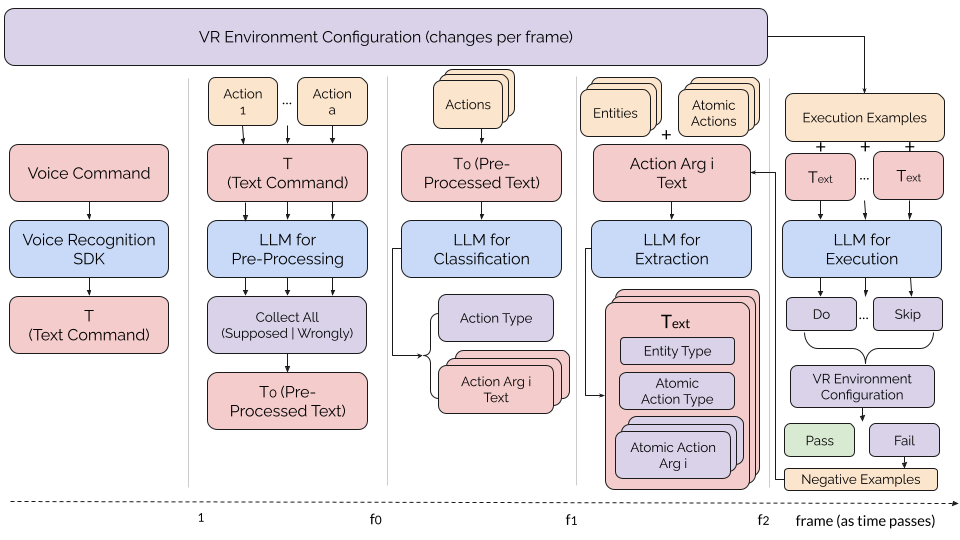 VR Environment Configuration (changes per frame)
Voice Command
Voice Recognition
SDK
T
(Text Command)
Action
1
...
Action
a
T
(Text Command)
LLM for
Pre-Processing
Collect All
(Supposed | Wrongly)
T0 (Pre-
Processed Text)
Actions
T0 (Pre-
Processed Text)
LLM for
Classification
Action Type
Action Arg i
Text
Entities
+
Atomic
Actions
Action Arg i
Text
LLM for
Extraction
Text
Entity Type
Atomic
Action Type
Atomic Action
Arg i
Execution Examples
+ + +
Text ... Text
LLM for
Execution
Do ... Skip
VR Environment
Configuration
Pass Fail
Negative Examples
1 f0 f1 f2 frame (as time passes)